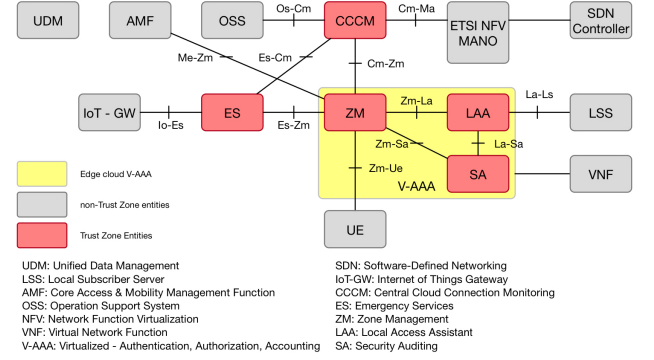 Os-Cm
Cm-Ma
UDM
AMF
OSS
CCCM
ETSI NFV
MANO
SDN
Controller
Me-Zm
Es-Cm
Cm-Zm
Zm-La
La-Ls
IoT - GW
ES
ZM
LAA
LSS
Io-Es
Es-Zm
Zm-Sa
La-Sa
Zm-Ue
SA
VNF
V-AAA
Edge cloud V-AAA
non-Trust Zone entities
UE
Trust Zone Entities
UDM: Unified Data Management
LSS: Local Subscriber Server
AMF: Core Access & Mobility Management Function
OSS: Operation Support System
NFV: Network Function Virtualization
VNF: Virtual Network Function
V-AAA: Virtualized - Authentication, Authorization, Accounting
SDN: Software-Defined Networking
IoT-GW: Internet of Things Gateway
CCCM: Central Cloud Connection Monitoring
ES: Emergency Services
ZM: Zone Management
LAA: Local Access Assistant
SA: Security Auditing